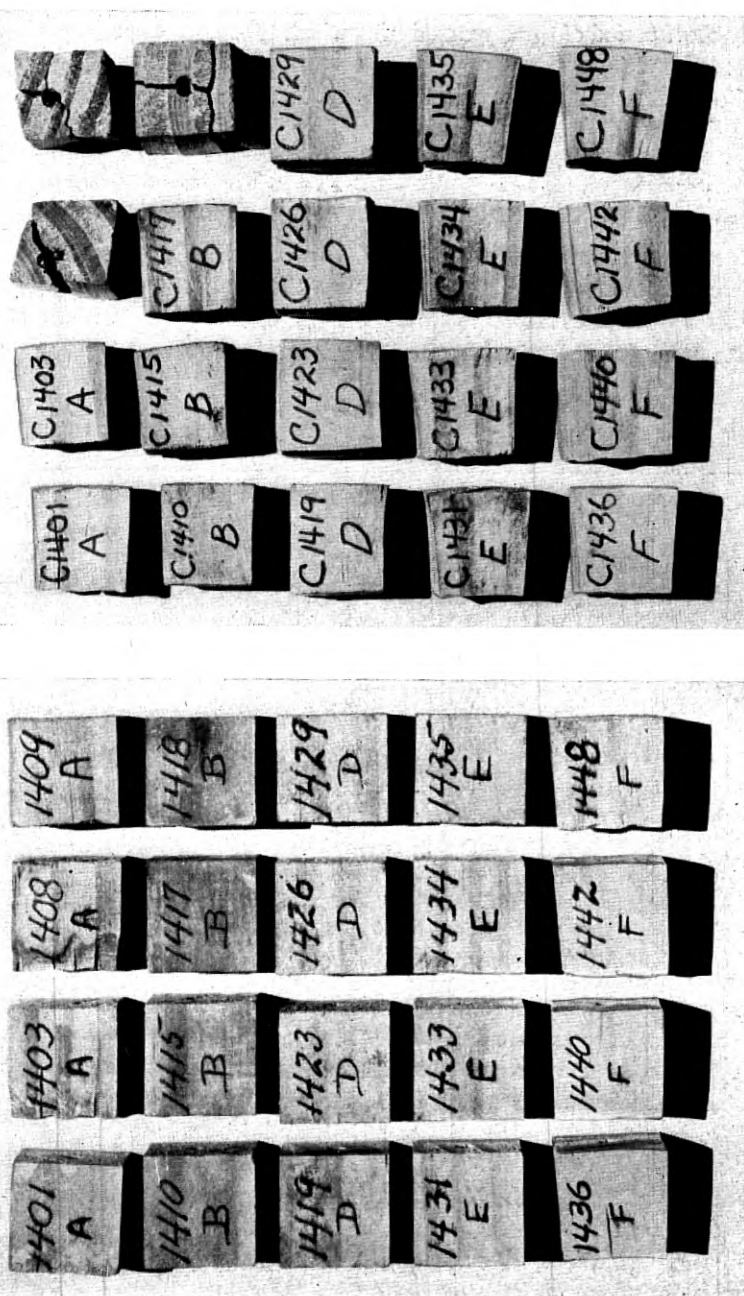 1401
A
1403
A
1408
A
1409
A
1410
B
1415
B
1417
B
1418
B
1419
D
1423
D
1426
D
1429
D
1431
E
1433
E
1434
E
1435
E
1436
F
1440
F
1442
F
1448
F
C1401
A
C1403
A
C1410
B
C1415
B
C1417
B
C1419
D
C1423
D
C1426
D
C1429
D
C1431
E
C1433
E
C1434
E
C1435
E
C1436
F
C1440
F
C1442
F
C1448
F